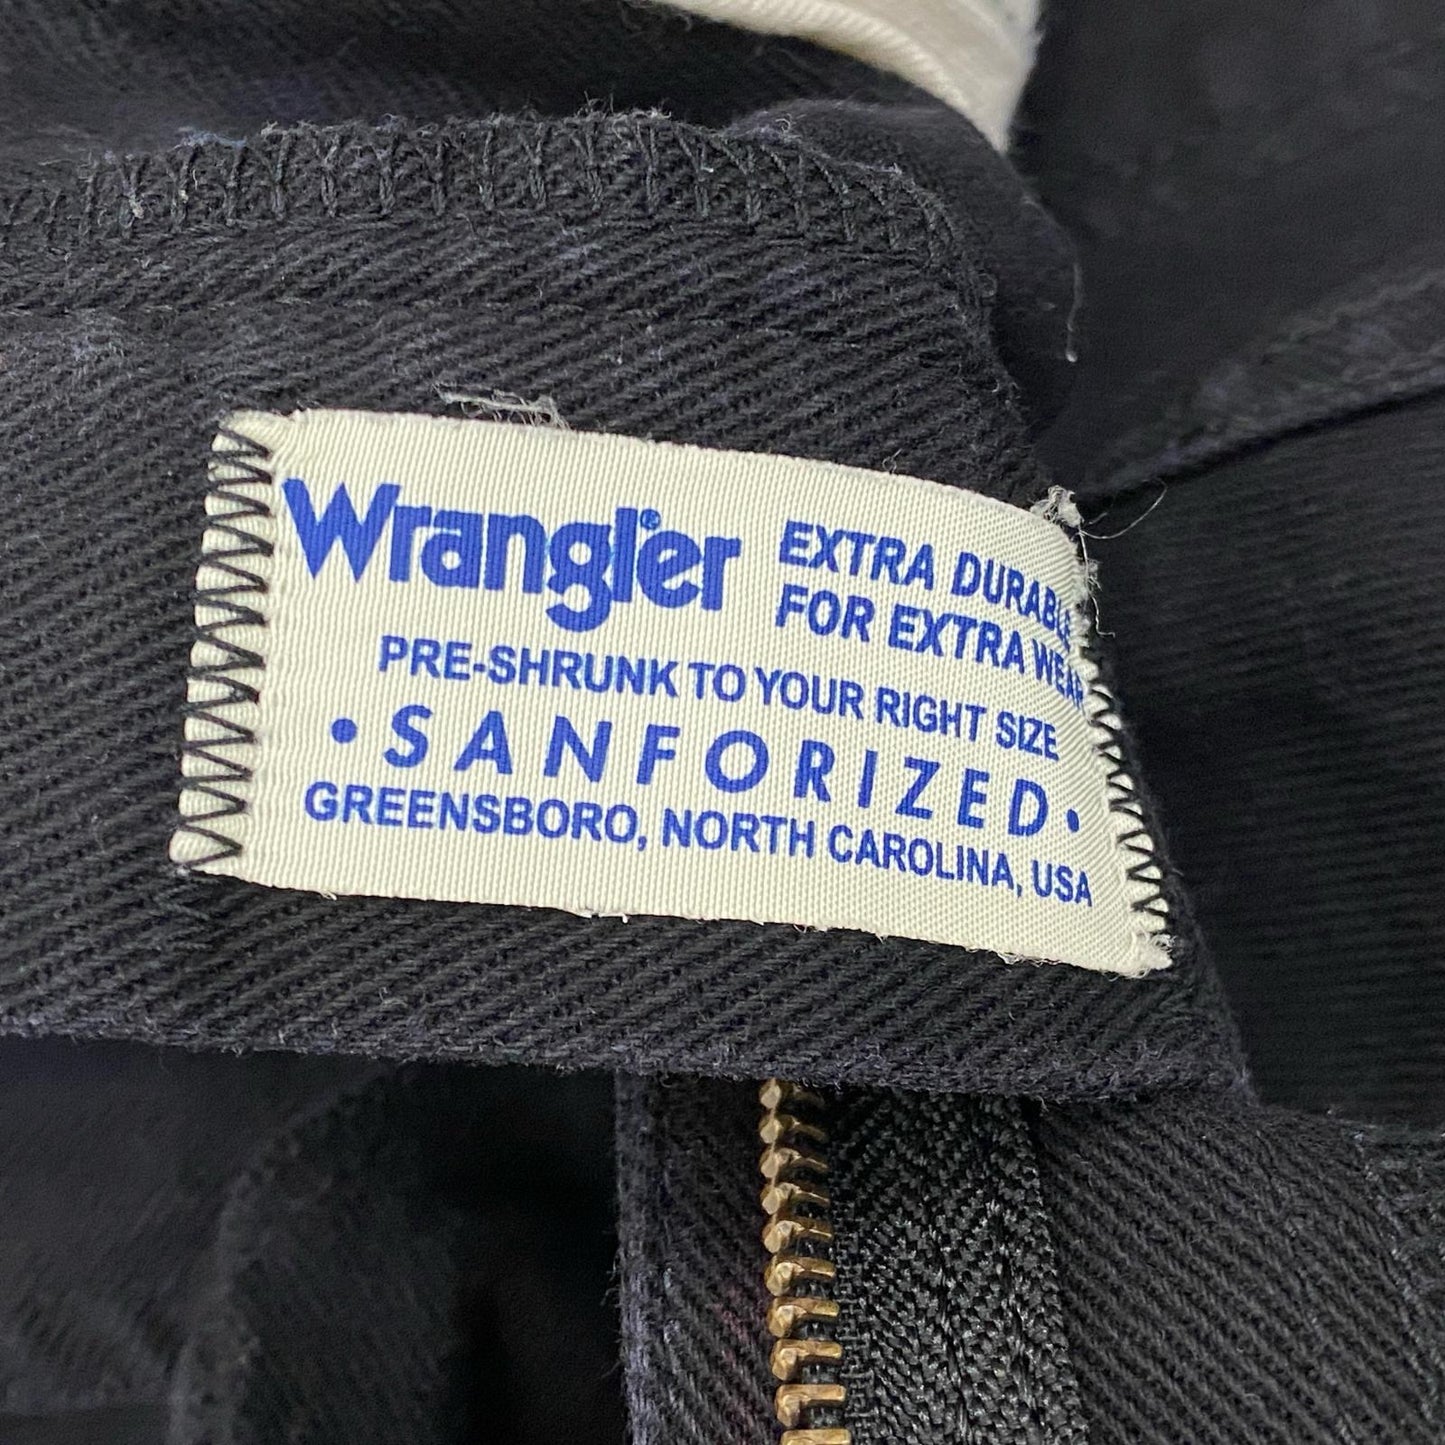 Wrangler® EXTRA DURABLE
FOR EXTRA WEAR
PRE-SHRUNK TO YOUR RIGHT SIZE
• SANFORIZED •
GREENSBORO, NORTH CAROLINA, USA